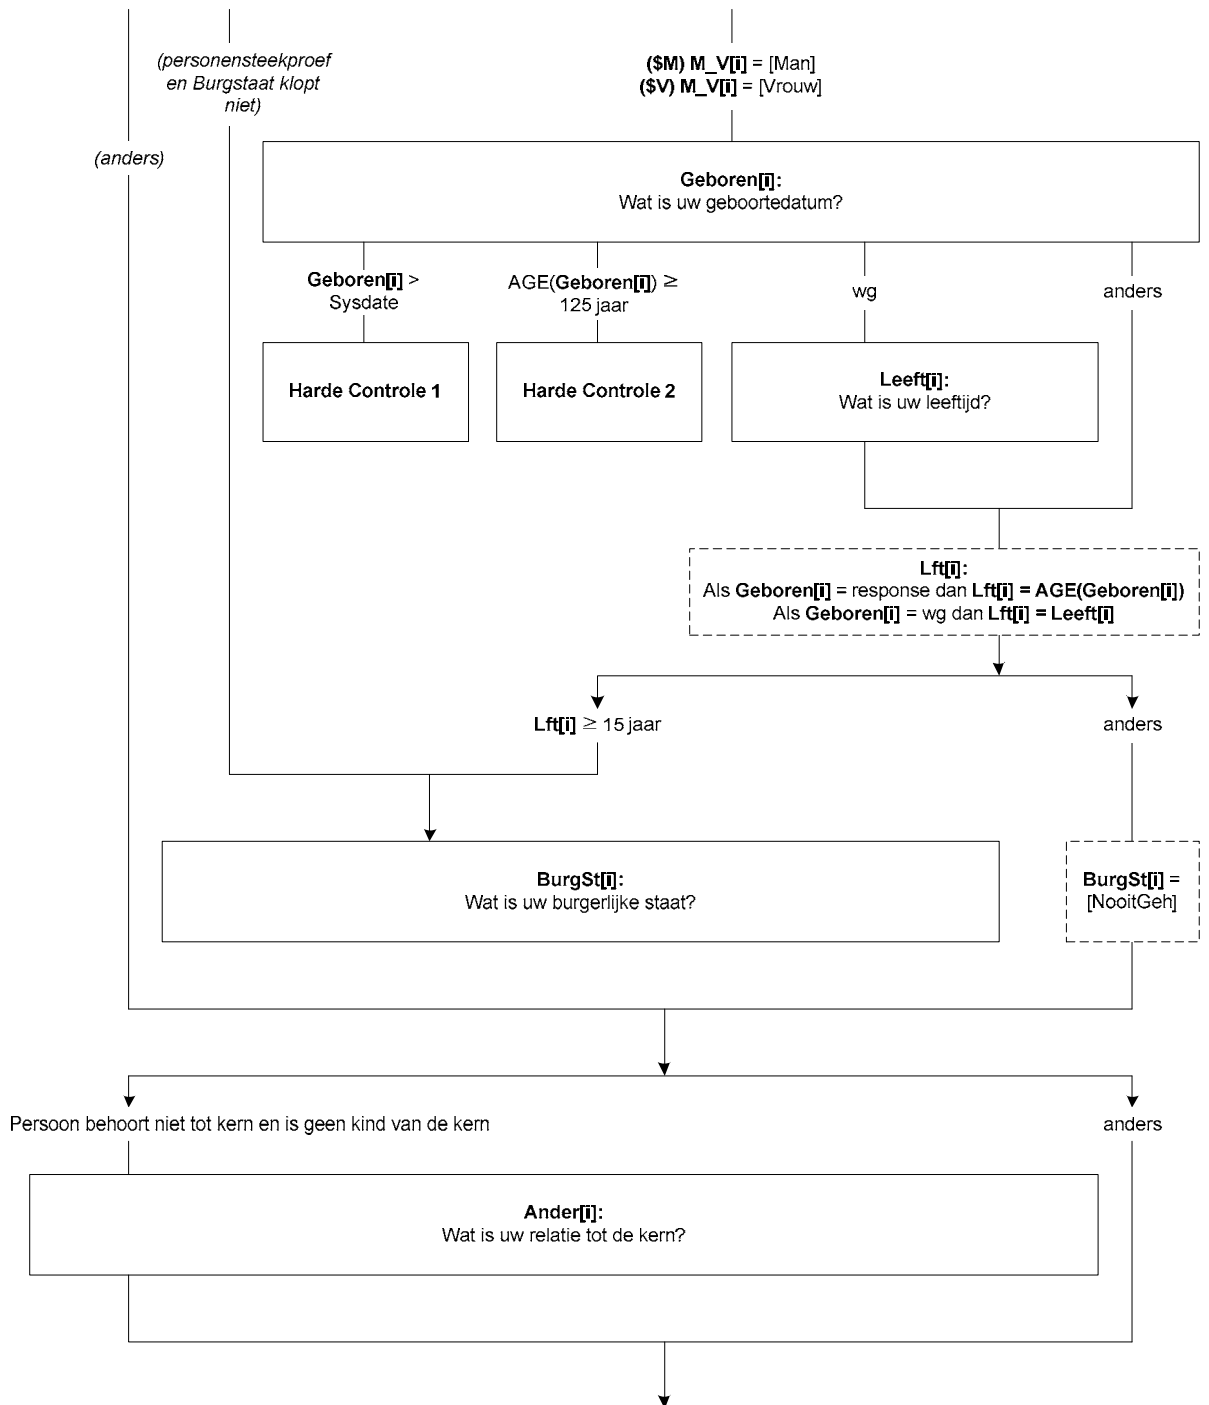 (personensteekproef
en Burgstaat klopt
niet)
($M) M_V[i] = [Man]
($V) M_V[i] = [Vrouw]
(anders)
Geboren[i]:
Wat is uw geboortedatum?
Geboren[i] >
Sysdate
AGE(Geboren[i]) ≥
125 jaar
wg
anders
Harde Controle 1
Harde Controle 2
Leeft[i]:
Wat is uw leeftijd?
Lft[i]:
Als Geboren[i] = response dan Lft[i] = AGE(Geboren[i])
Als Geboren[i] = wg dan Lft[i] = Leeft[i]
Lft[i] ≥ 15 jaar
anders
BurgSt[i]:
Wat is uw burgerlijke staat?
BurgSt[i] =
[NooitGeh]
Persoon behoort niet tot kern en is geen kind van de kern
anders
Ander[i]:
Wat is uw relatie tot de kern?